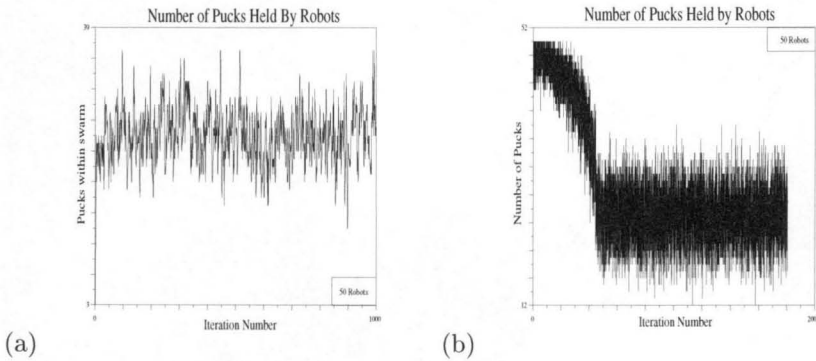 Number of Pucks Held By Robots
30
Pucks within swarm
3
50 Robots
0
1000
Iteration Number
(a)
Number of Pucks Held by Robots
52
50 Robots
Number of Pucks
12
0
Iteration Number
(b)